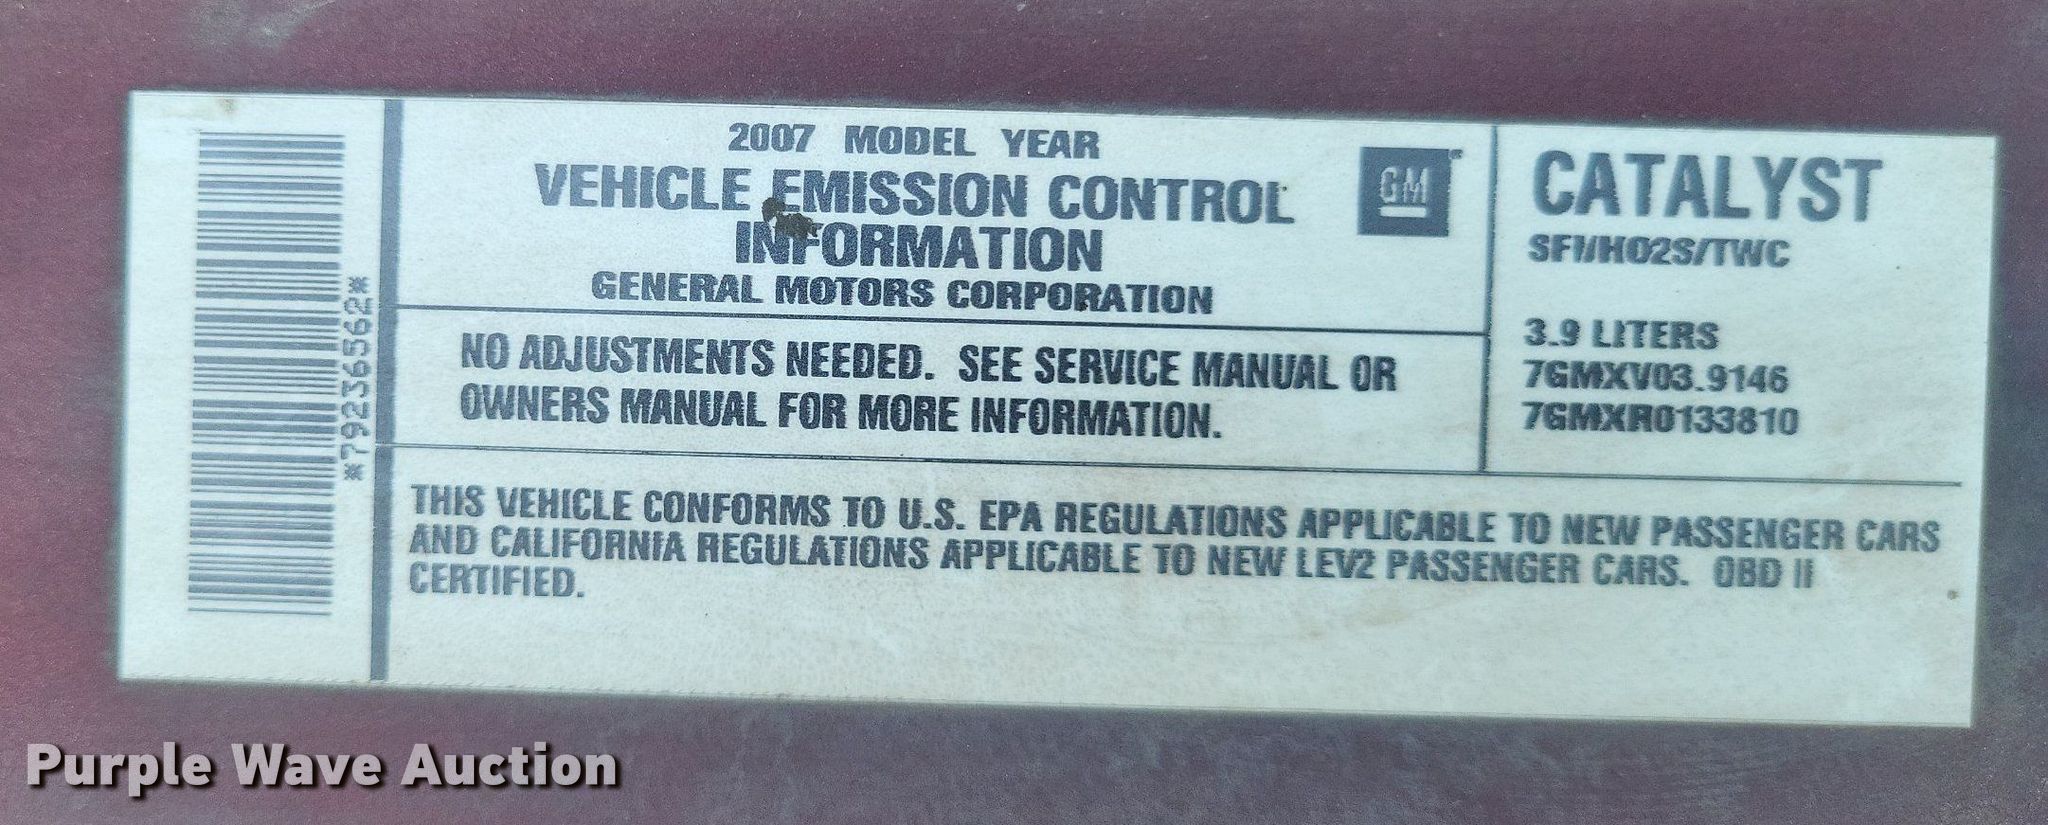 *79236562*
2007 MODEL YEAR
VEHICLE EMISSION CONTROL
INFORMATION
GENERAL MOTORS CORPORATION
GM
NO ADJUSTMENTS NEEDED. SEE SERVICE MANUAL OR
OWNERS MANUAL FOR MORE INFORMATION.
CATALYST
SFI/HO2S/TWC
3.9 LITERS
7GMXV03.9146
7GMXR0133810
THIS VEHICLE CONFORMS TO U.S. EPA REGULATIONS APPLICABLE TO NEW PASSENGER CARS
AND CALIFORNIA REGULATIONS APPLICABLE TO NEW LEV2 PASSENGER CARS. OBD II
CERTIFIED.
Purple Wave Auction